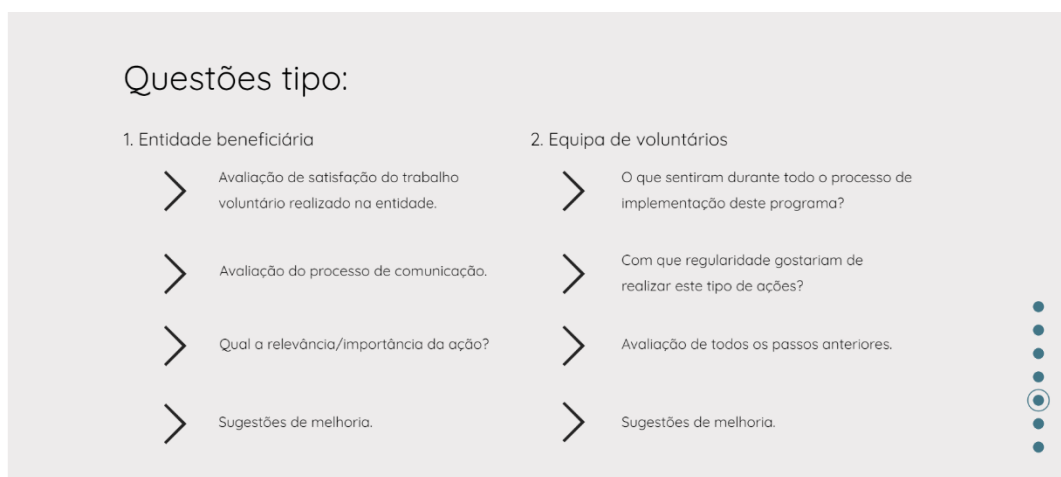 Questões tipo:
1. Entidade beneficiária
Avaliação de satisfação do trabalho
voluntário realizado na entidade.
Avaliação do processo de comunicação.
Qual a relevância/importância da ação?
Sugestões de melhoria.
2. Equipa de voluntários
O que sentiram durante todo o processo de
implementação deste programa?
Com que regularidade gostariam de
realizar este tipo de ações?
Avaliação de todos os passos anteriores.
Sugestões de melhoria.